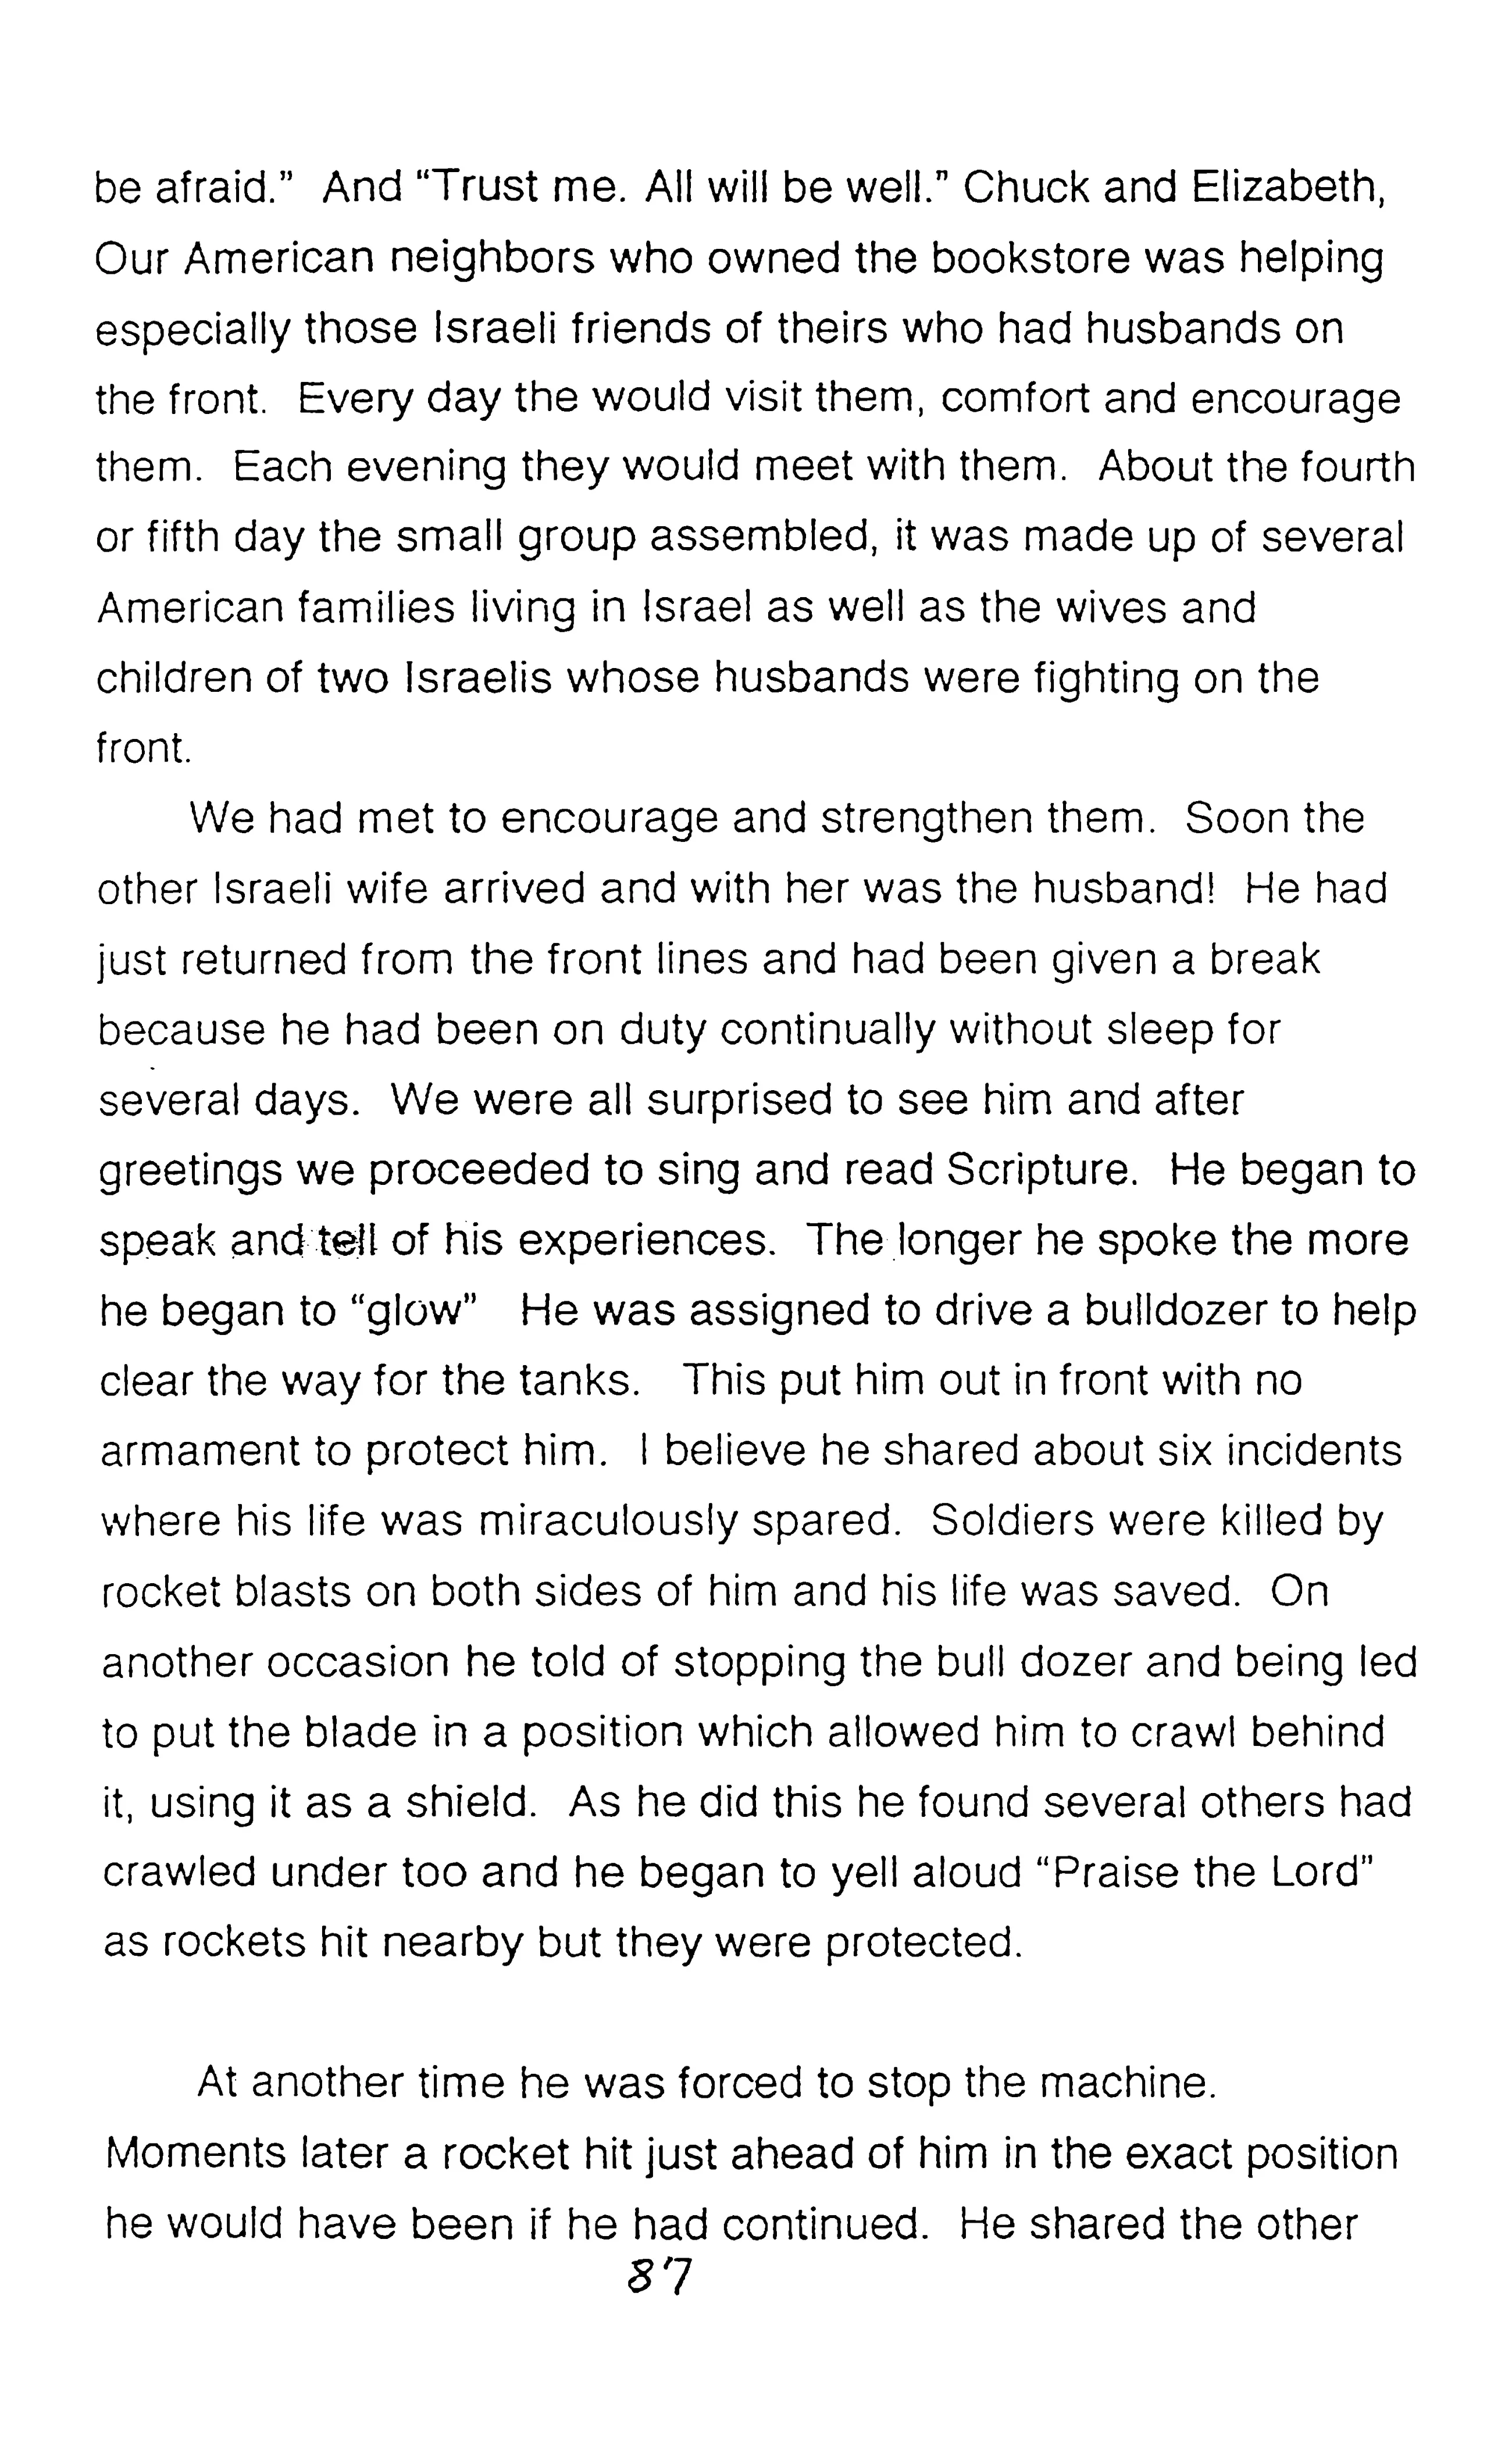 be afraid."  And "Trust me. All will be well." Chuck and Elizabeth,
Our American neighbors who owned the bookstore was helping
especially those Israeli friends of theirs who had husbands on
the front.  Every day the would visit them, comfort and encourage
them.  Each evening they would meet with them.  About the fourth
or fifth day the small group assembled, it was made up of several
American families living in Israel as well as the wives and
children of two Israelis whose husbands were fighting on the
front.
We had met to encourage and strengthen them.  Soon the
other Israeli wife arrived and with her was the husband!  He had
just returned from the front lines and had been given a break
because he had been on duty continually without sleep for
several days.  We were all surprised to see him and after
greetings we proceeded to sing and read Scripture.  He began to
speak and tell of his experiences.  The longer he spoke the more
he began to "glow"   He was assigned to drive a bulldozer to help
clear the way for the tanks.   This put him out in front with no
armament to protect him.  I believe he shared about six incidents
where his life was miraculously spared.  Soldiers were killed by
rocket blasts on both sides of him and his life was saved.  On
another occasion he told of stopping the bull dozer and being led
to put the blade in a position which allowed him to crawl behind
it, using it as a shield.  As he did this he found several others had
crawled under too and he began to yell aloud "Praise the Lord"
as rockets hit nearby but they were protected.
At another time he was forced to stop the machine.
Moments later a rocket hit just ahead of him in the exact position
he would have been if he had continued.  He shared the other
87